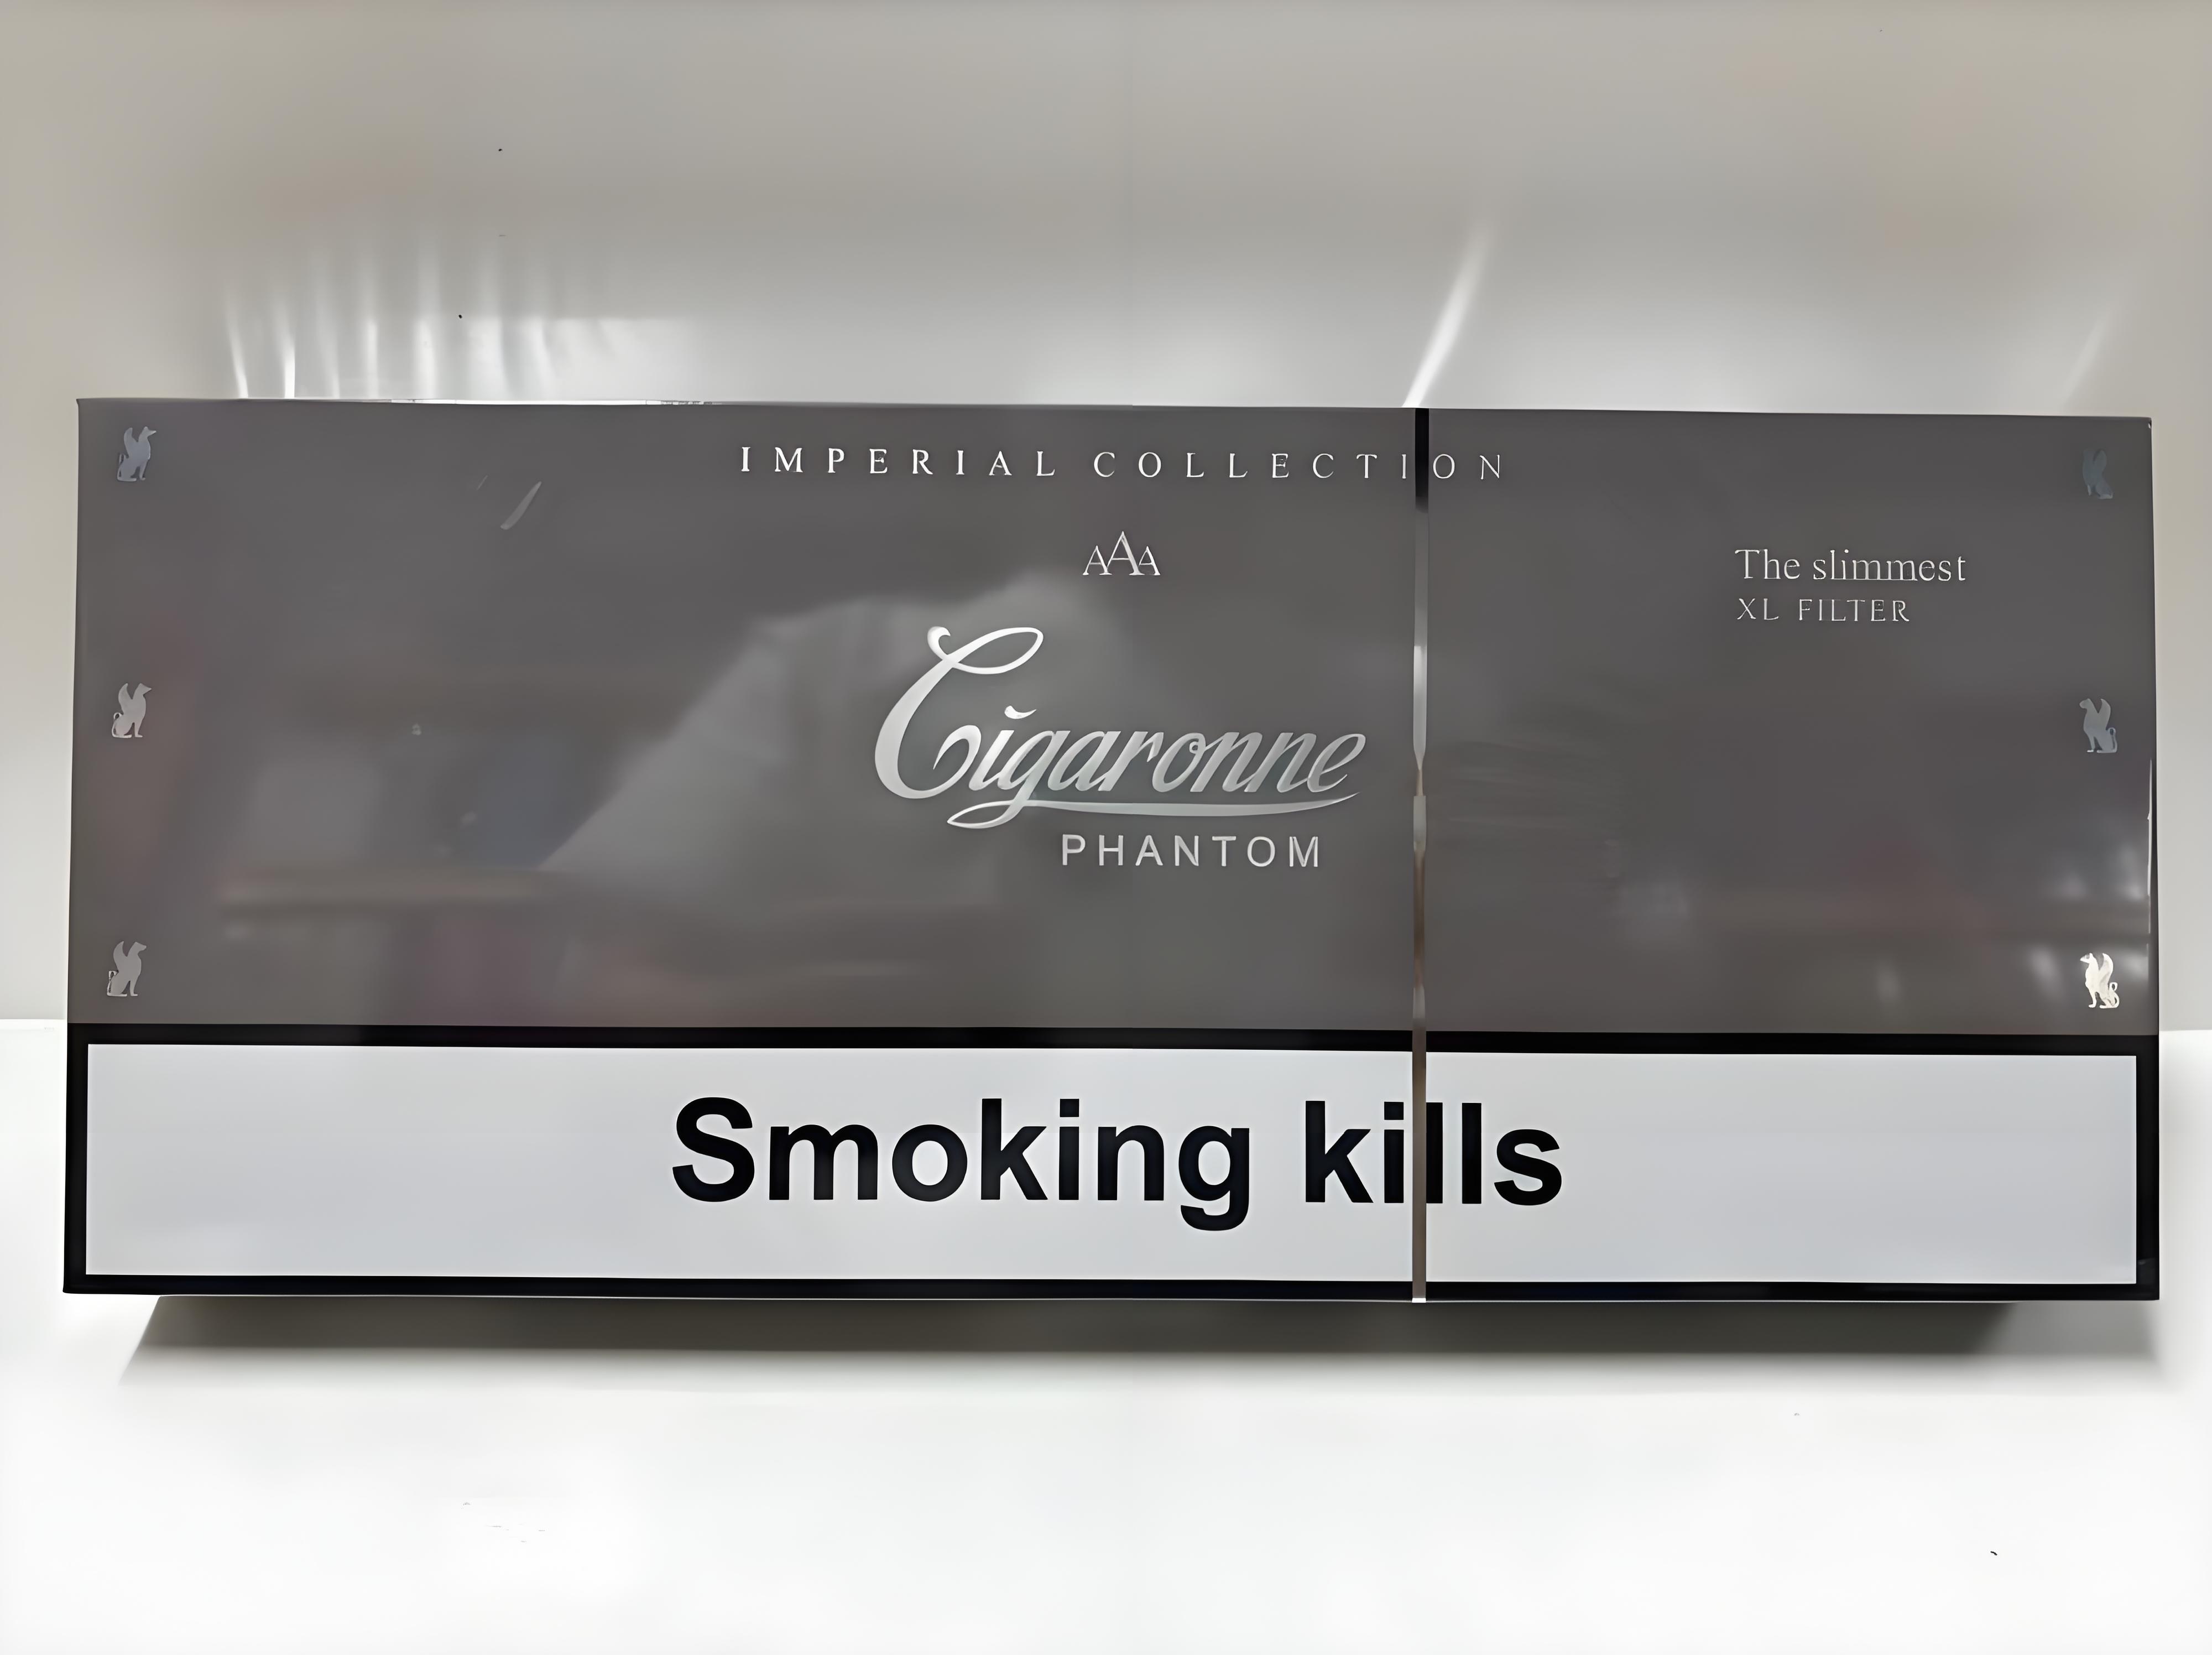 IMPERIAL COLLECTION
AAA
The slimmest
XL FILTER
Cigaronne
PHANTOM
Smoking kills